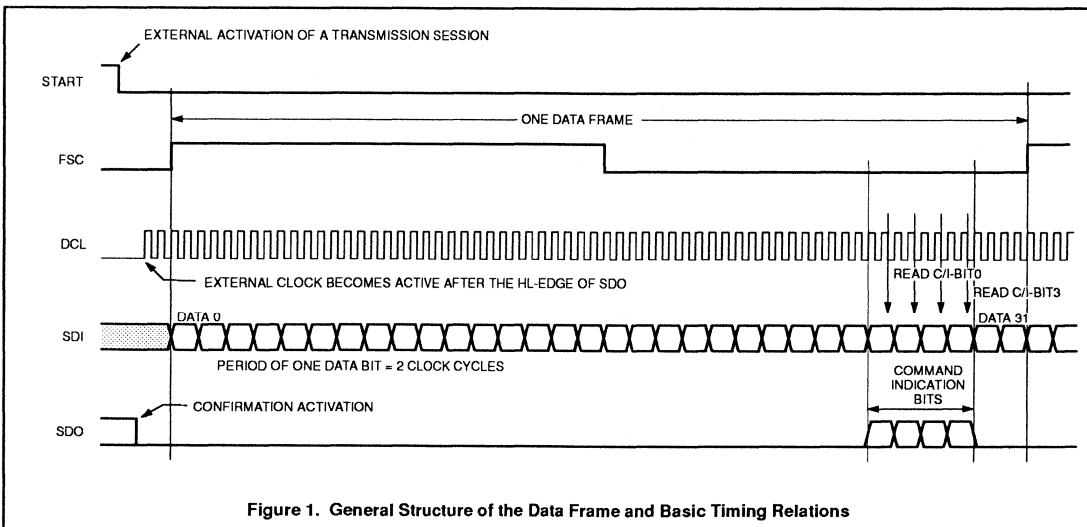 EXTERNAL ACTIVATION OF A TRANSMISSION SESSION
START
ONE DATA FRAME
FSC
DCL
READ C/I-BIT0
EXTERNAL CLOCK BECOMES ACTIVE AFTER THE HL-EDGE OF SDO
READ C/I-BIT3
DATA 0
DATA 31
SDI
PERIOD OF ONE DATA BIT = 2 CLOCK CYCLES
COMMAND
INDICATION
BITS
CONFIRMATION ACTIVATION
SDO
Figure 1. General Structure of the Data Frame and Basic Timing Relations